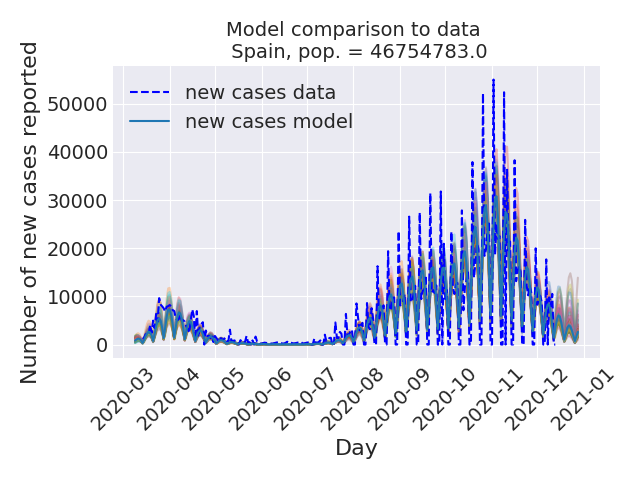 Model comparison to data
Spain, pop. = 46754783.0
Number of new cases reported
50000
40000
30000
20000
10000
0
new cases data
new cases model
2020-03
2020-04
2020-05
2020-06
2020-07
2020-08
2020-09
2020-10
2020-11
2020-12
2021-01
Day